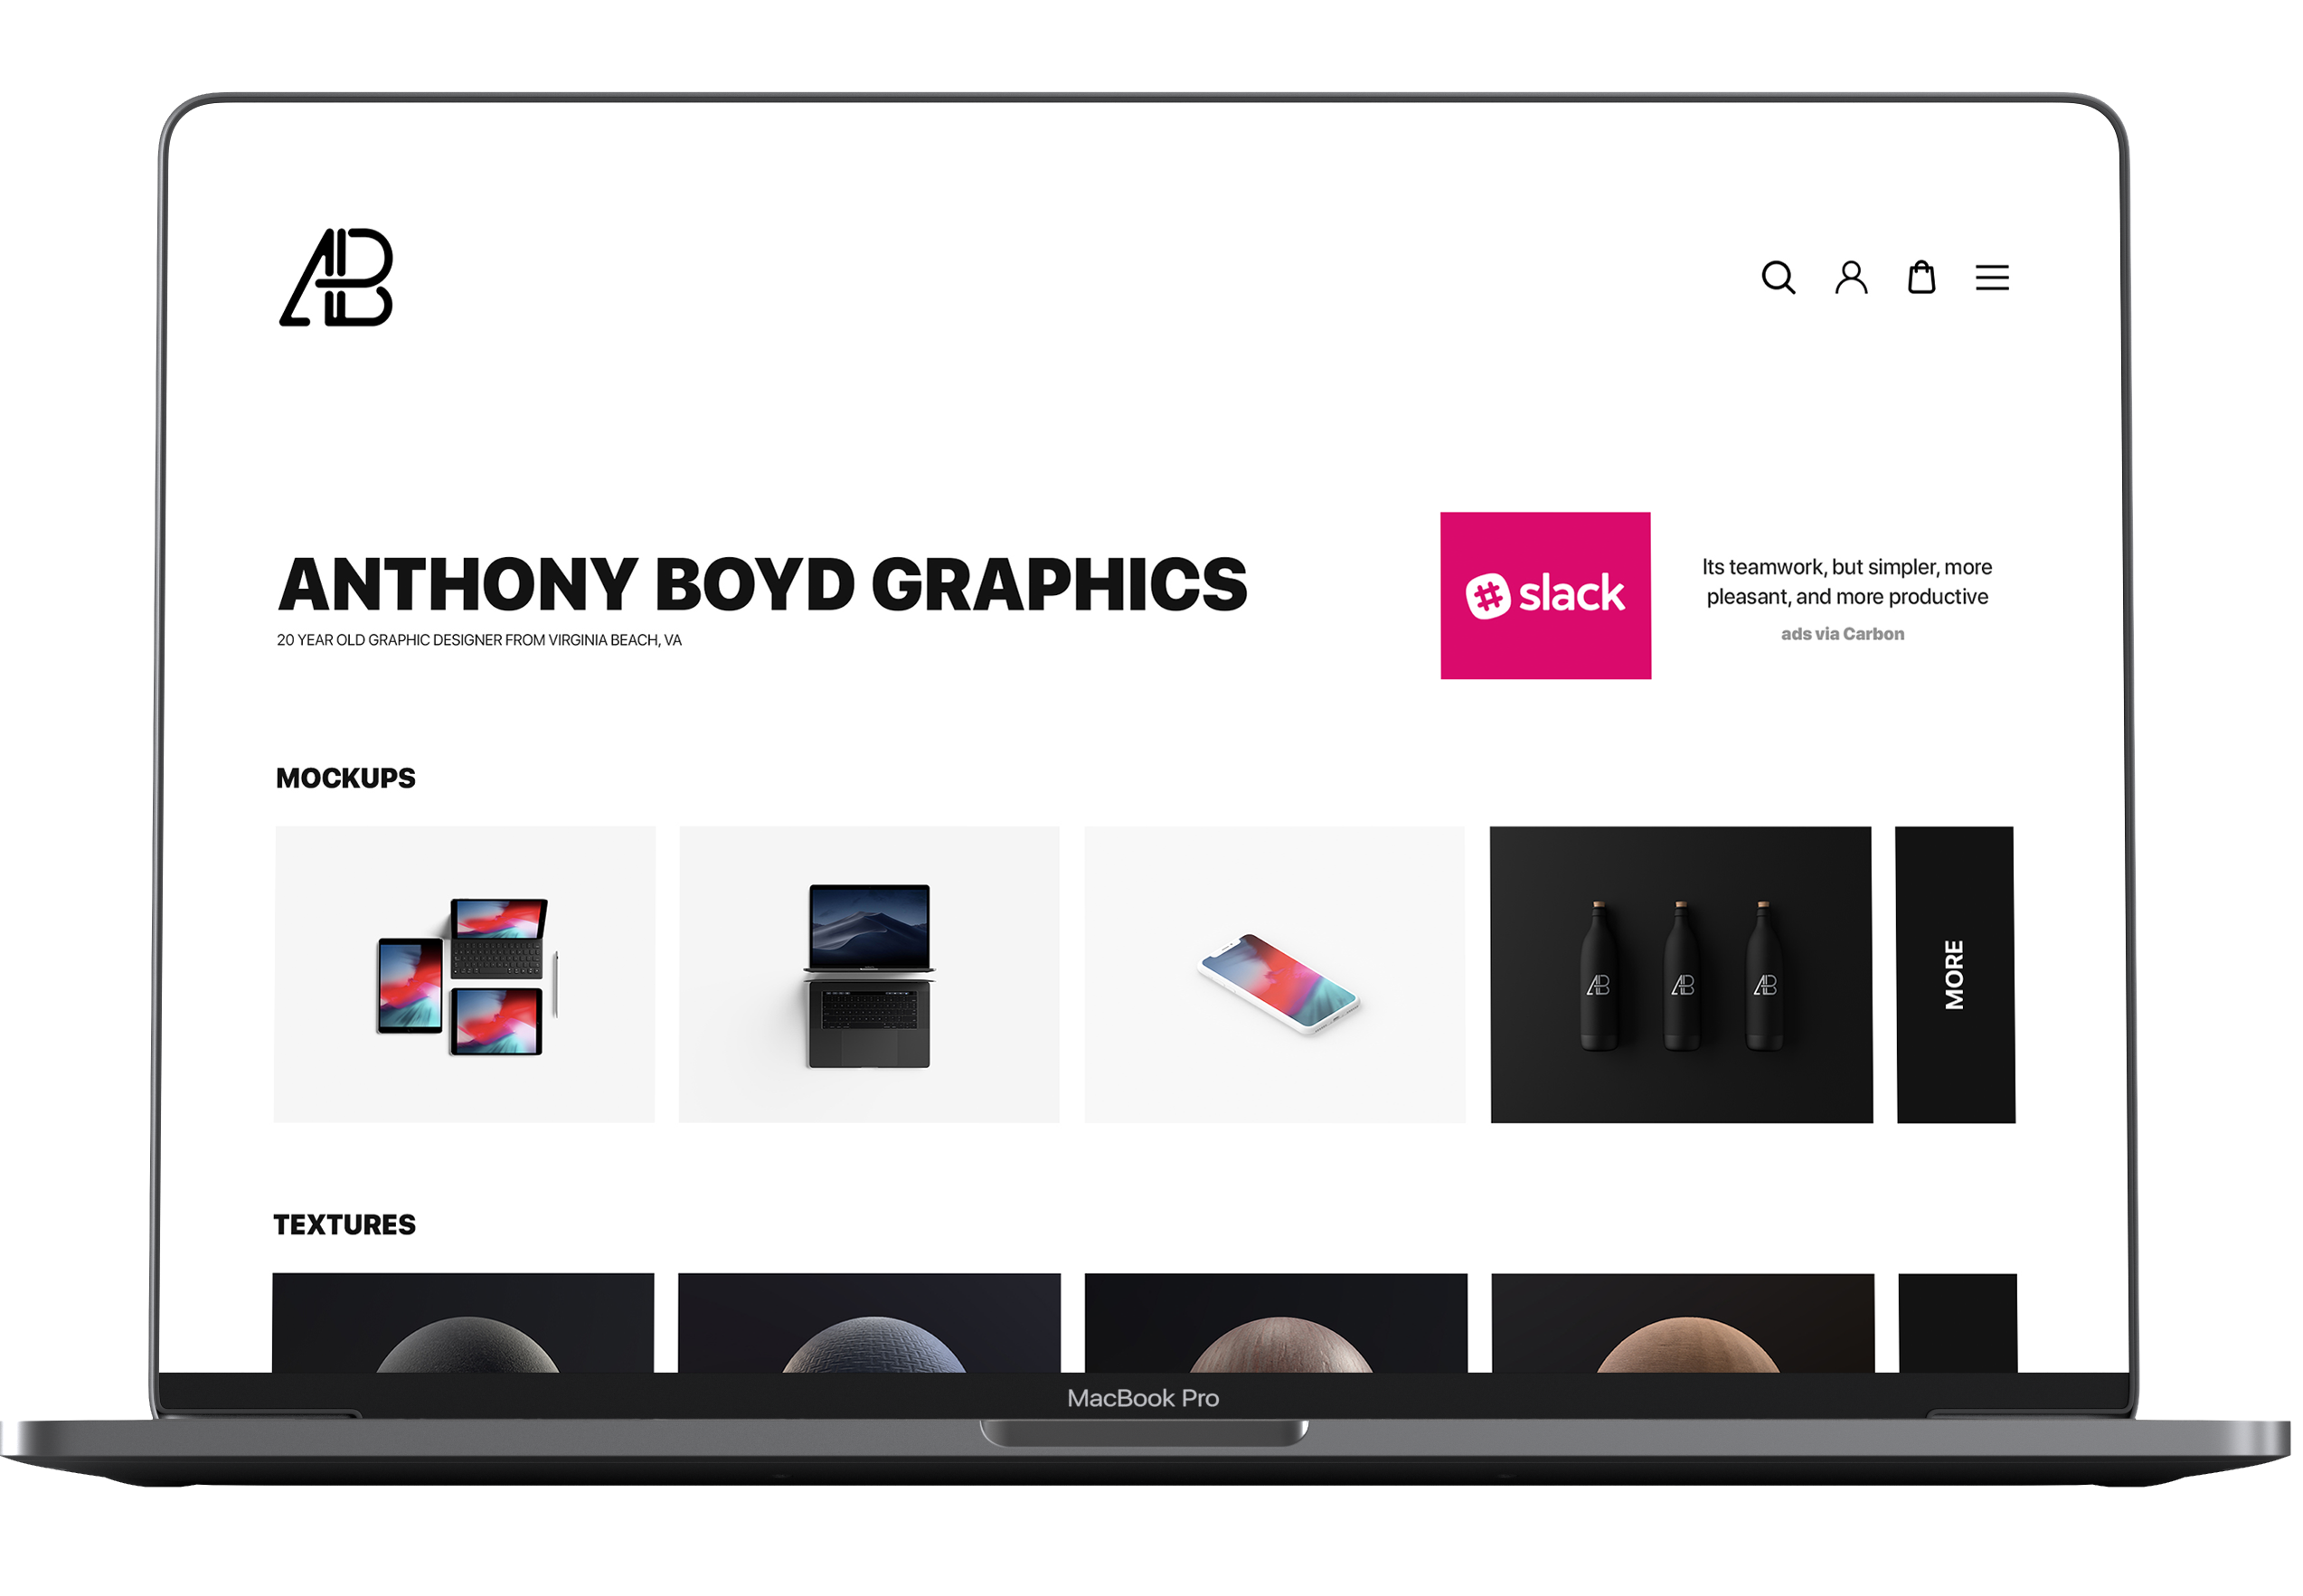 AB
ANTHONY BOYD GRAPHICS
20 YEAR OLD GRAPHIC DESIGNER FROM VIRGINIA BEACH, VA
slack
Its teamwork, but simpler, more
pleasant, and more productive
ads via Carbon
MOCKUPS
AB
AB
AB
MORE
TEXTURES
MacBook Pro